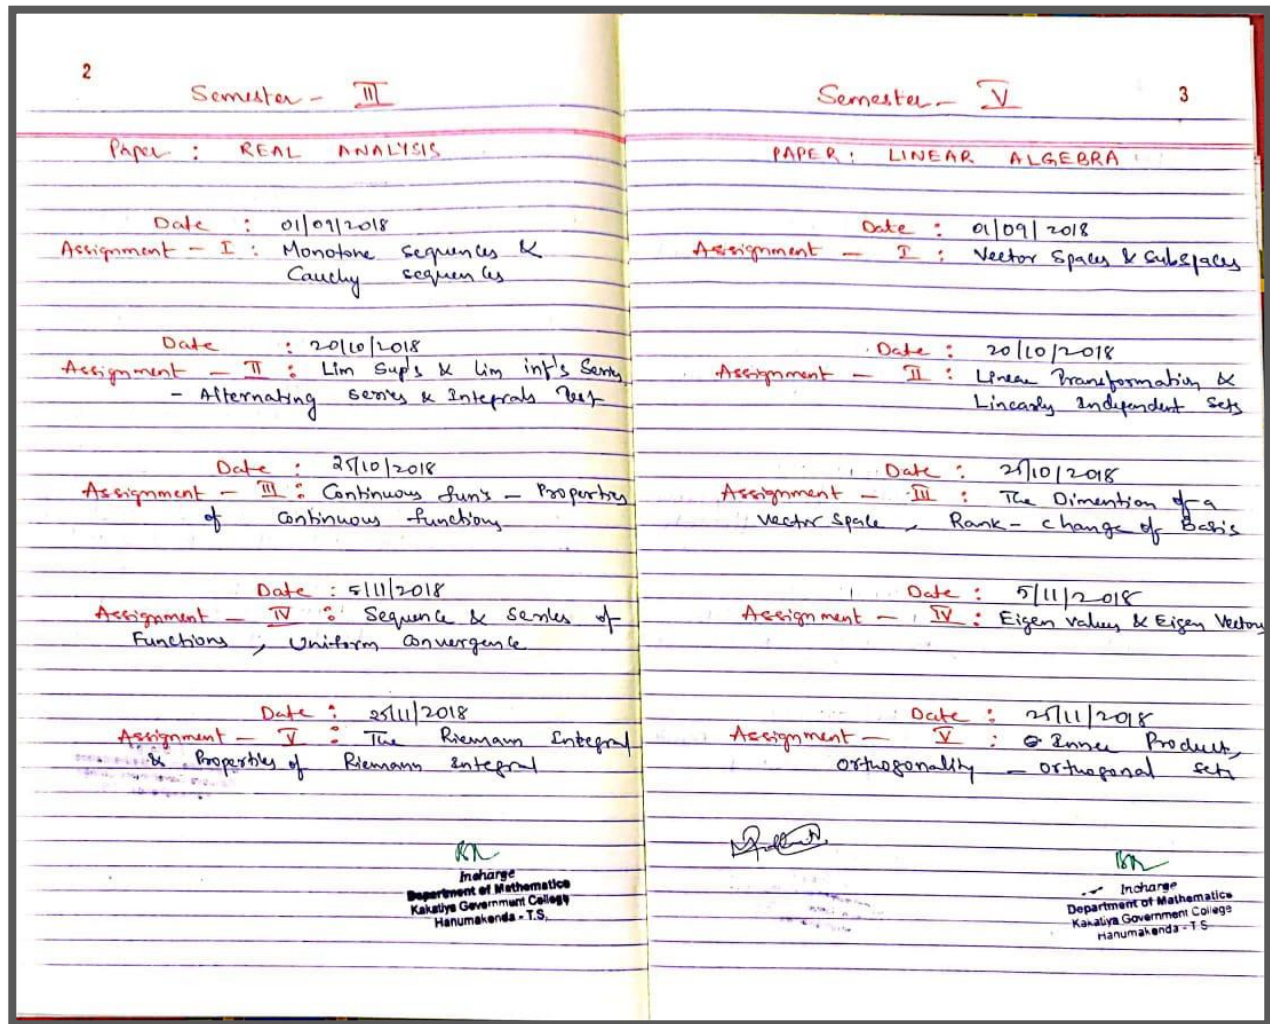 2
Semester - III
Paper : REAL ANALYSIS
Date : 01/09/2018
Assignment - I : Monotone sequences &
Cauchy sequences
Date : 20/10/2018
Assignment - II : Lim Sup's & Lim inf's Series
- Alternating series & Integrals Test
Date : 25/10/2018
Assignment - III : Continuous fun's - Properties
of Continuous functions
Date : 5/11/2018
Assignment - IV : Sequence & Series of
Functions, Uniform Convergence
Date : 25/11/2018
Assignment - V : The Riemann Integral
& Properties of Riemann Integral
Incharge
Department of Mathematics
Kakatiya Government College
Hanumakonda - T.S.
Semester - V
3
PAPER : LINEAR ALGEBRA
Date : 01/09/2018
Assignment - I : Vector Spaces & Subspaces
Date : 20/10/2018
Assignment - II : Linear Transformation &
Linearly Independent Sets
Date : 25/10/2018
Assignment - III : The Dimention of a
Vector Space, Rank - Change of Basis
Date : 5/11/2018
Assignment - IV : Eigen values & Eigen Vectors
Date : 25/11/2018
Assignment - V : Inner Product,
Orthogonality - Orthogonal Sets
Incharge
Department of Mathematics
Kakatiya Government College
Hanumakonda - T.S